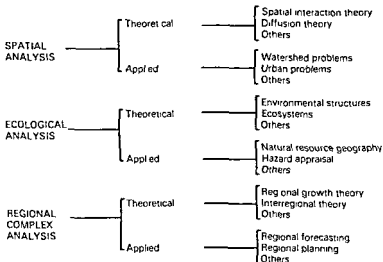 Theoretical
Spatial interaction theory
Diffusion theory
Others
SPATIAL
ANALYSIS
Applied
Watershed problems
Urban problems
Others
Theoretical
Environmental structures
Ecosystems
Others
ECOLOGICAL
ANALYSIS
Applied
Natural resource geography
Hazard appraisal
Others
Theoretical
Regional growth theory
Interregional theory
Others
REGIONAL
COMPLEX
ANALYSIS
Applied
Regional forecasting
Regional planning
Others